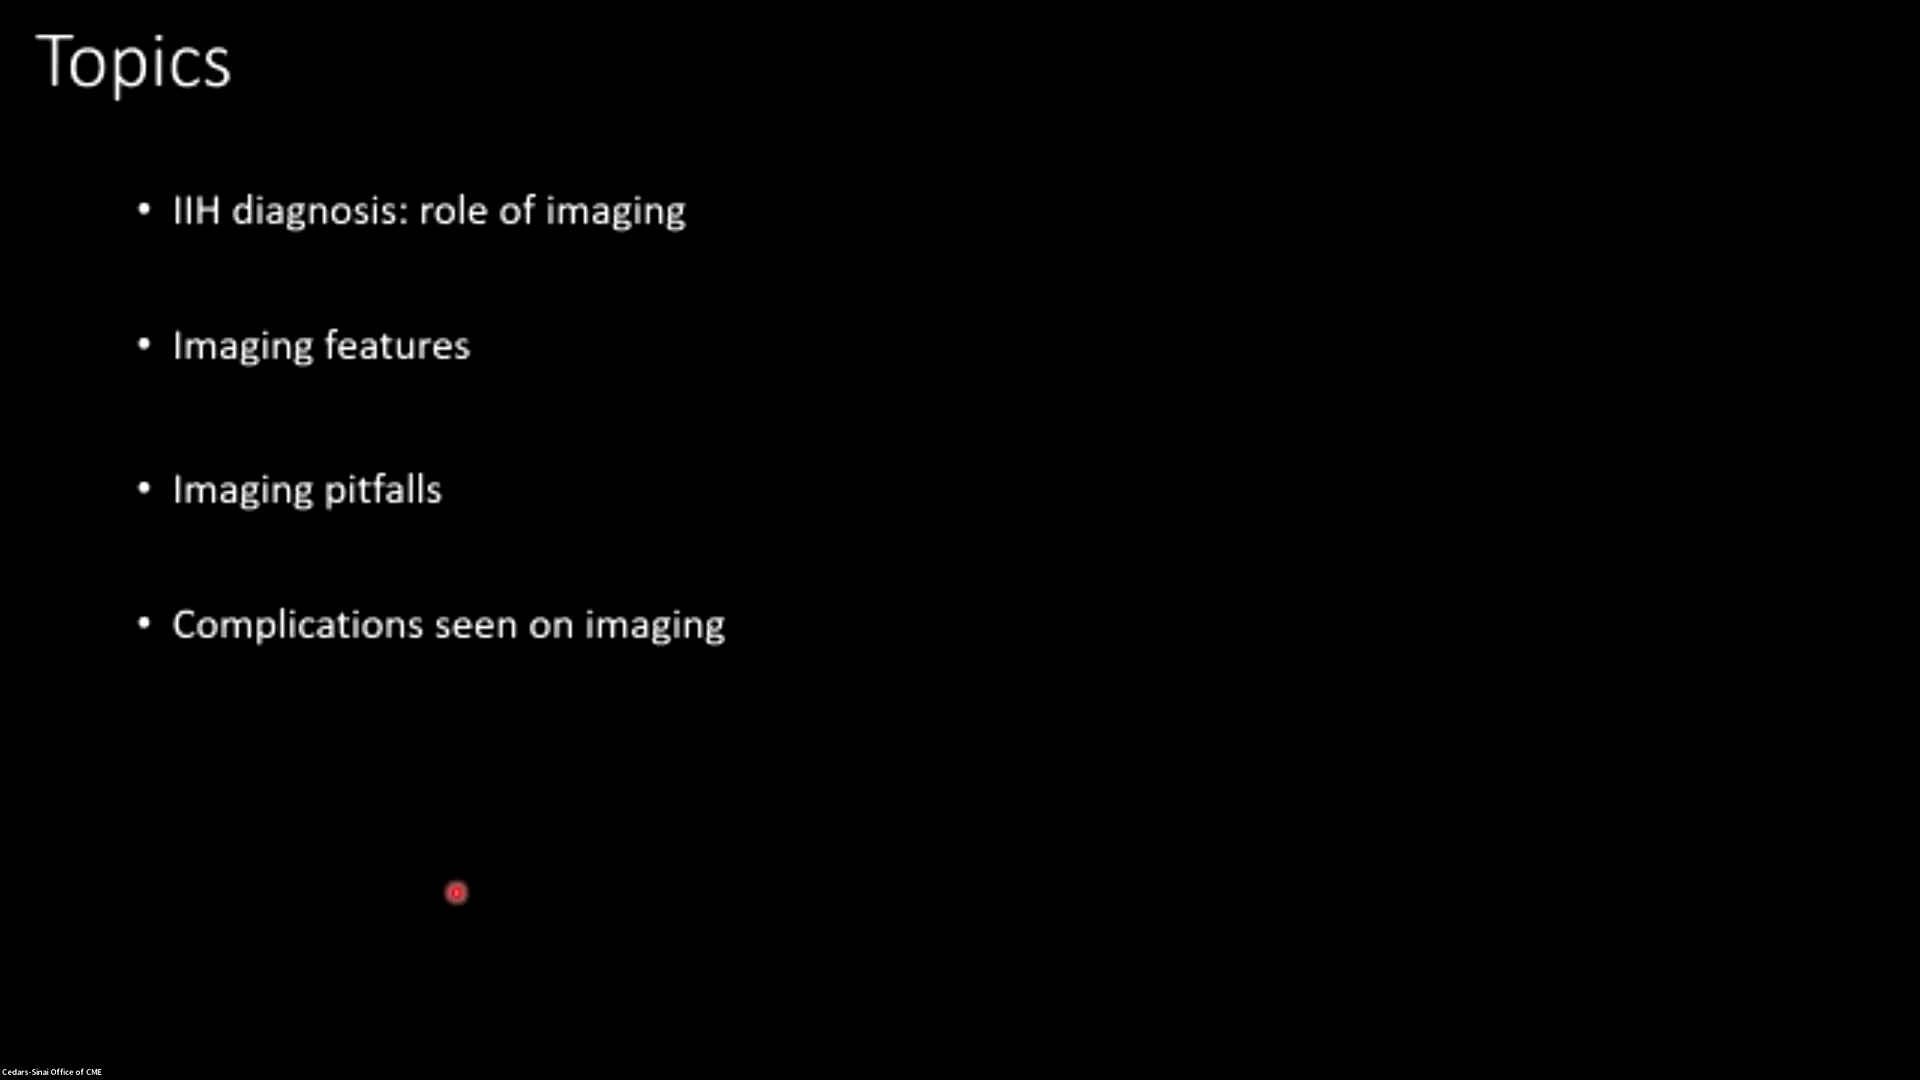 Topics
• IIH diagnosis: role of imaging
• Imaging features
• Imaging pitfalls
• Complications seen on imaging
Cedars-Sinai Office of CME